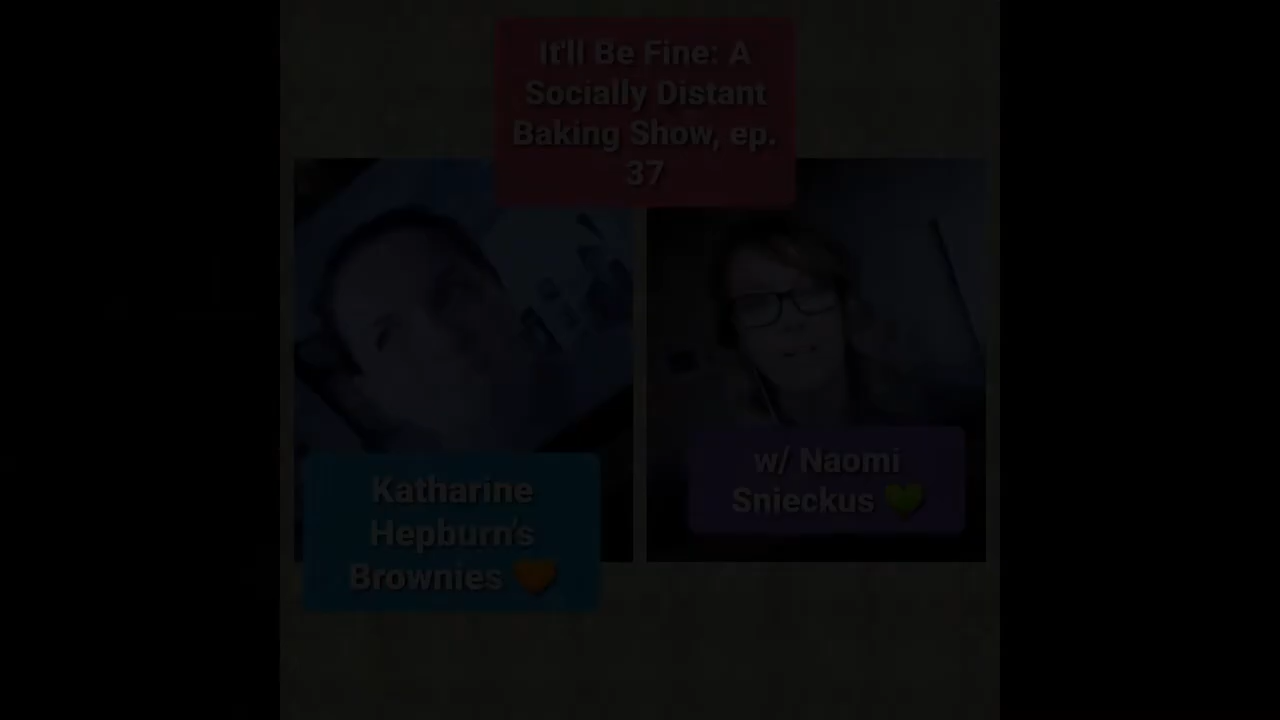 It'll Be Fine: A
Socially Distant
Baking Show, ep.
37
Katharine
Hepburn's
Brownies 🧡
w/ Naomi
Snieckus 💚